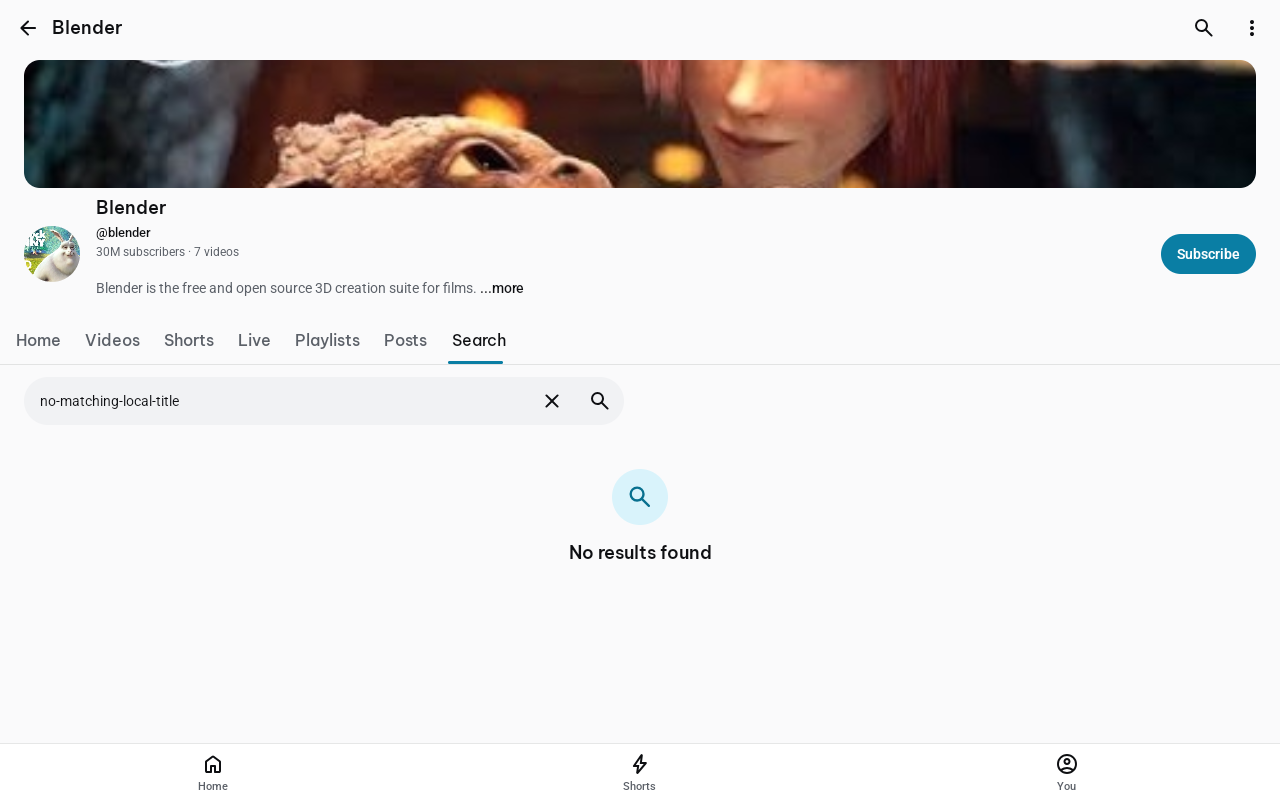 Blender
Blender
@blender
30M subscribers · 7 videos
Subscribe
Blender is the free and open source 3D creation suite for films. ...more
Home Videos Shorts Live Playlists Posts Search
no-matching-local-title
No results found
Home Shorts You